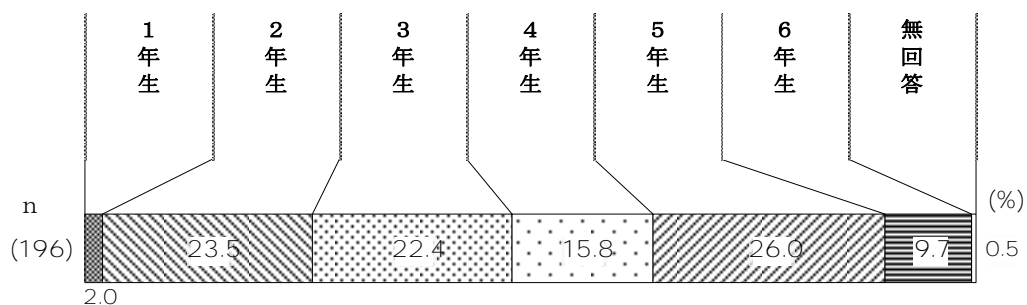 1年生
2年生
3年生
4年生
5年生
6年生
無回答
n
(%)
(196)
23.5
22.4
15.8
26.0
9.7
0.5
2.0